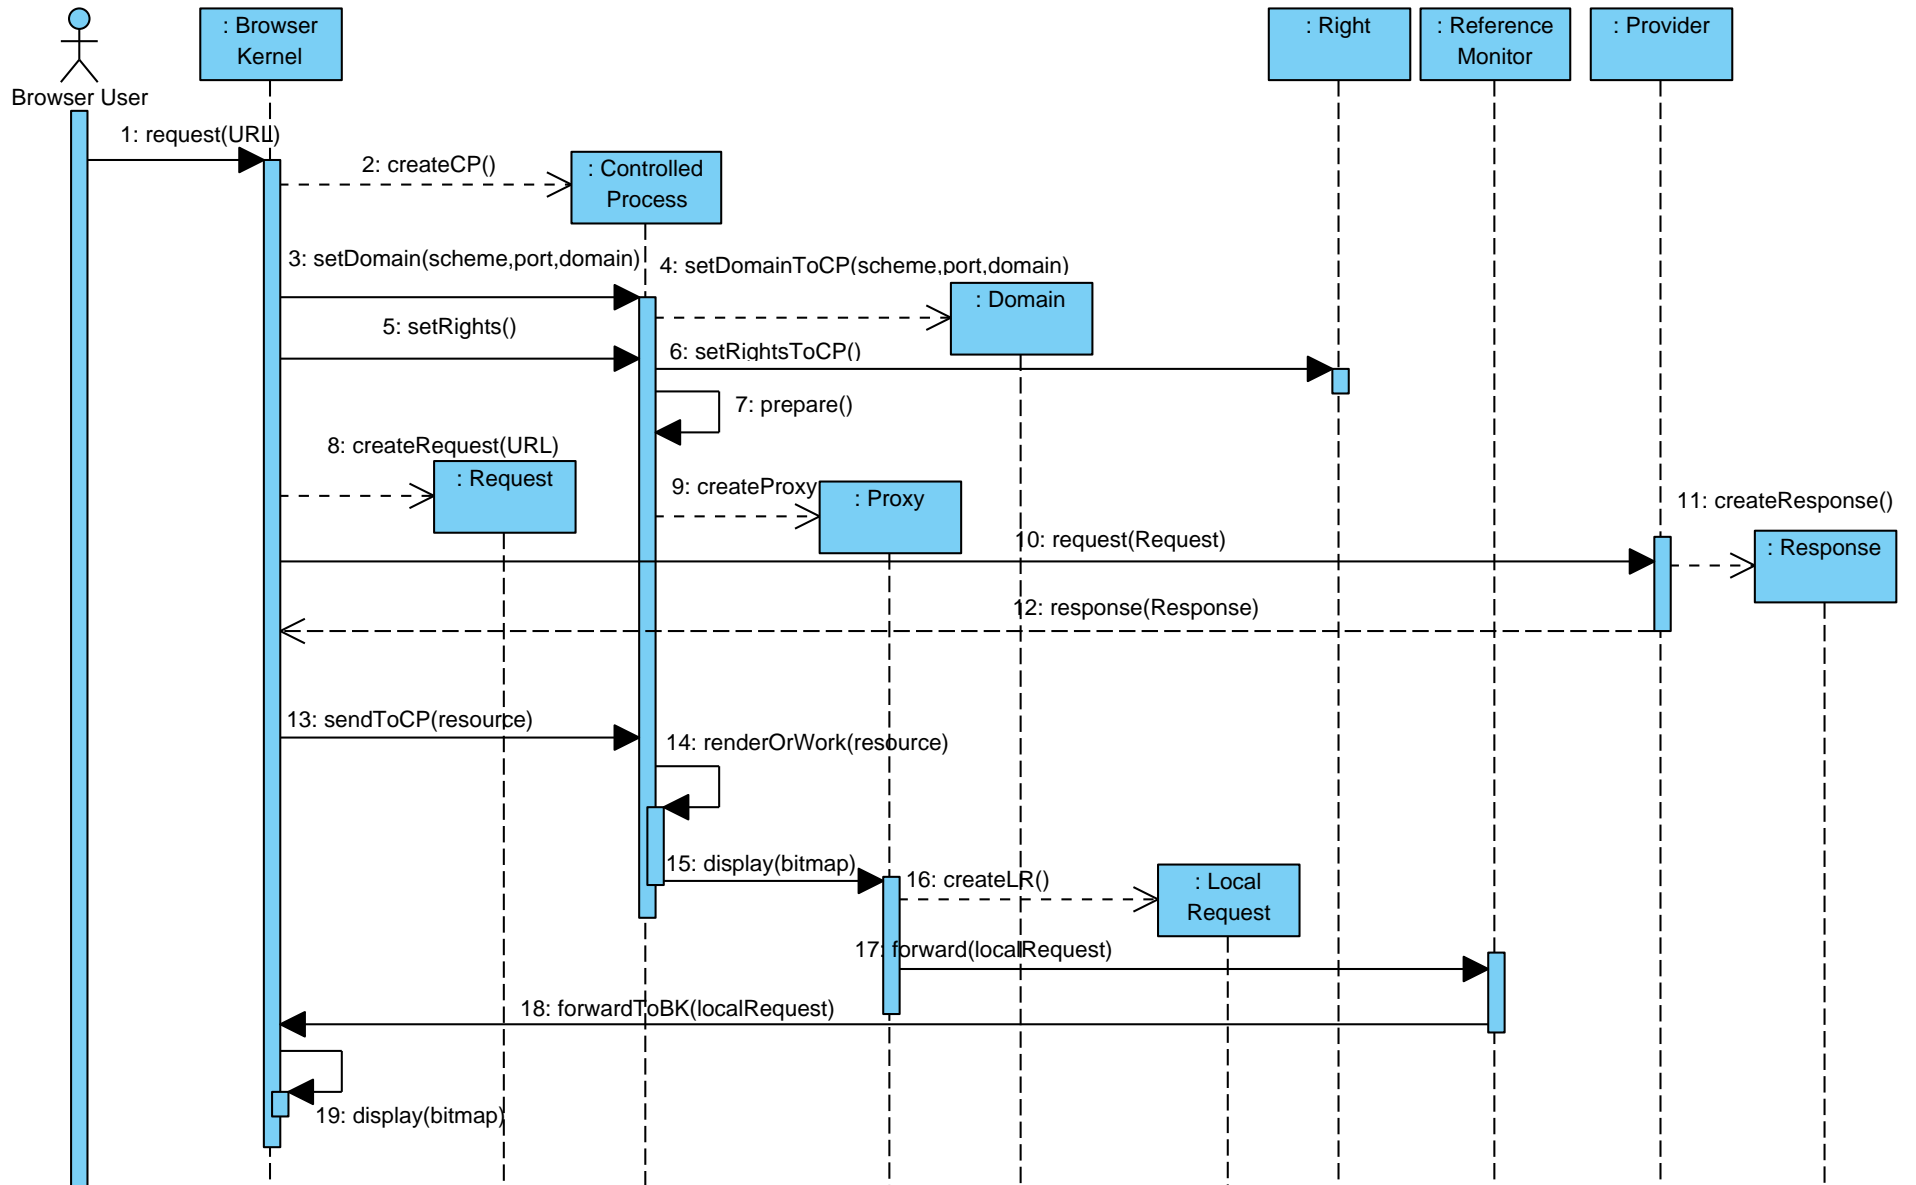 : Browser
Kernel
: Right
: Reference
Monitor
: Provider
Browser User
1: request(URL)
2: createCP()
: Controlled
Process
3: setDomain(scheme,port,domain)
4: setDomainToCP(scheme,port,domain)
: Domain
5: setRights()
6: setRightsToCP()
7: prepare()
8: createRequest(URL)
: Request
9: createProxy
: Proxy
11: createResponse()
10: request(Request)
: Response
12: response(Response)
13: sendToCP(resource)
14: renderOrWork(resource)
15: display(bitmap)
16: createLR()
: Local
Request
17: forward(localRequest)
18: forwardToBK(localRequest)
19: display(bitmap)